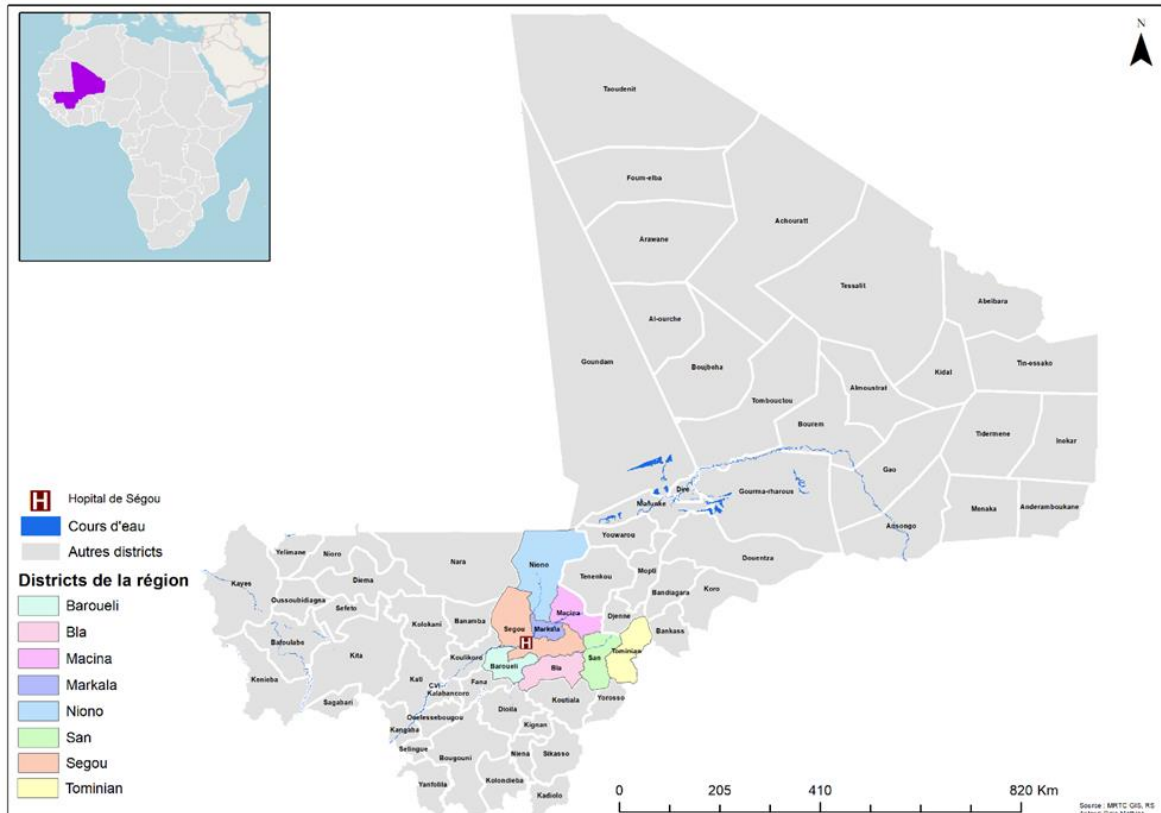 N
Taoudenit
Foum-elba
Achouratt
Arawane
Tessalit
Abelbara
Al-ourche
Goundam
Boujbeha
Kidal
Tin-essako
Almoustrat
Tombouctou
Bourem
Tidermene
Inekar
Gao
Gourma-rharous
Menaka
Anderamboukane
Ansongo
Youwarou
Douentza
Nara
Niono
Tenenkou
Mopti
Koro
Bandiagara
Yelimane
Nioro
Diema
Kayes
Oussoubidiagna
Sefeto
Macina
Djenne
Bankass
Segou
Markala
Banamba
Kolokani
Bafoulabe
Kita
Koulikoro
H
San
Tominian
Baroueli
Bla
Kenieba
Sagabari
Kati
CVI
Kalabancoro
Fana
Koutiala
Yorosso
Dioila
Ouelessebougou
Kangaba
Kignan
Selingue
Bougouni
Niena
Sikasso
Yanfolila
Kolondieba
Kadiolo
H
Hopital de Ségou
Cours d'eau
Autres districts
Districts de la région
Baroueli
Bla
Macina
Markala
Niono
San
Segou
Tominian
0 205 410 820 Km
Source : MRTC GIS, RS